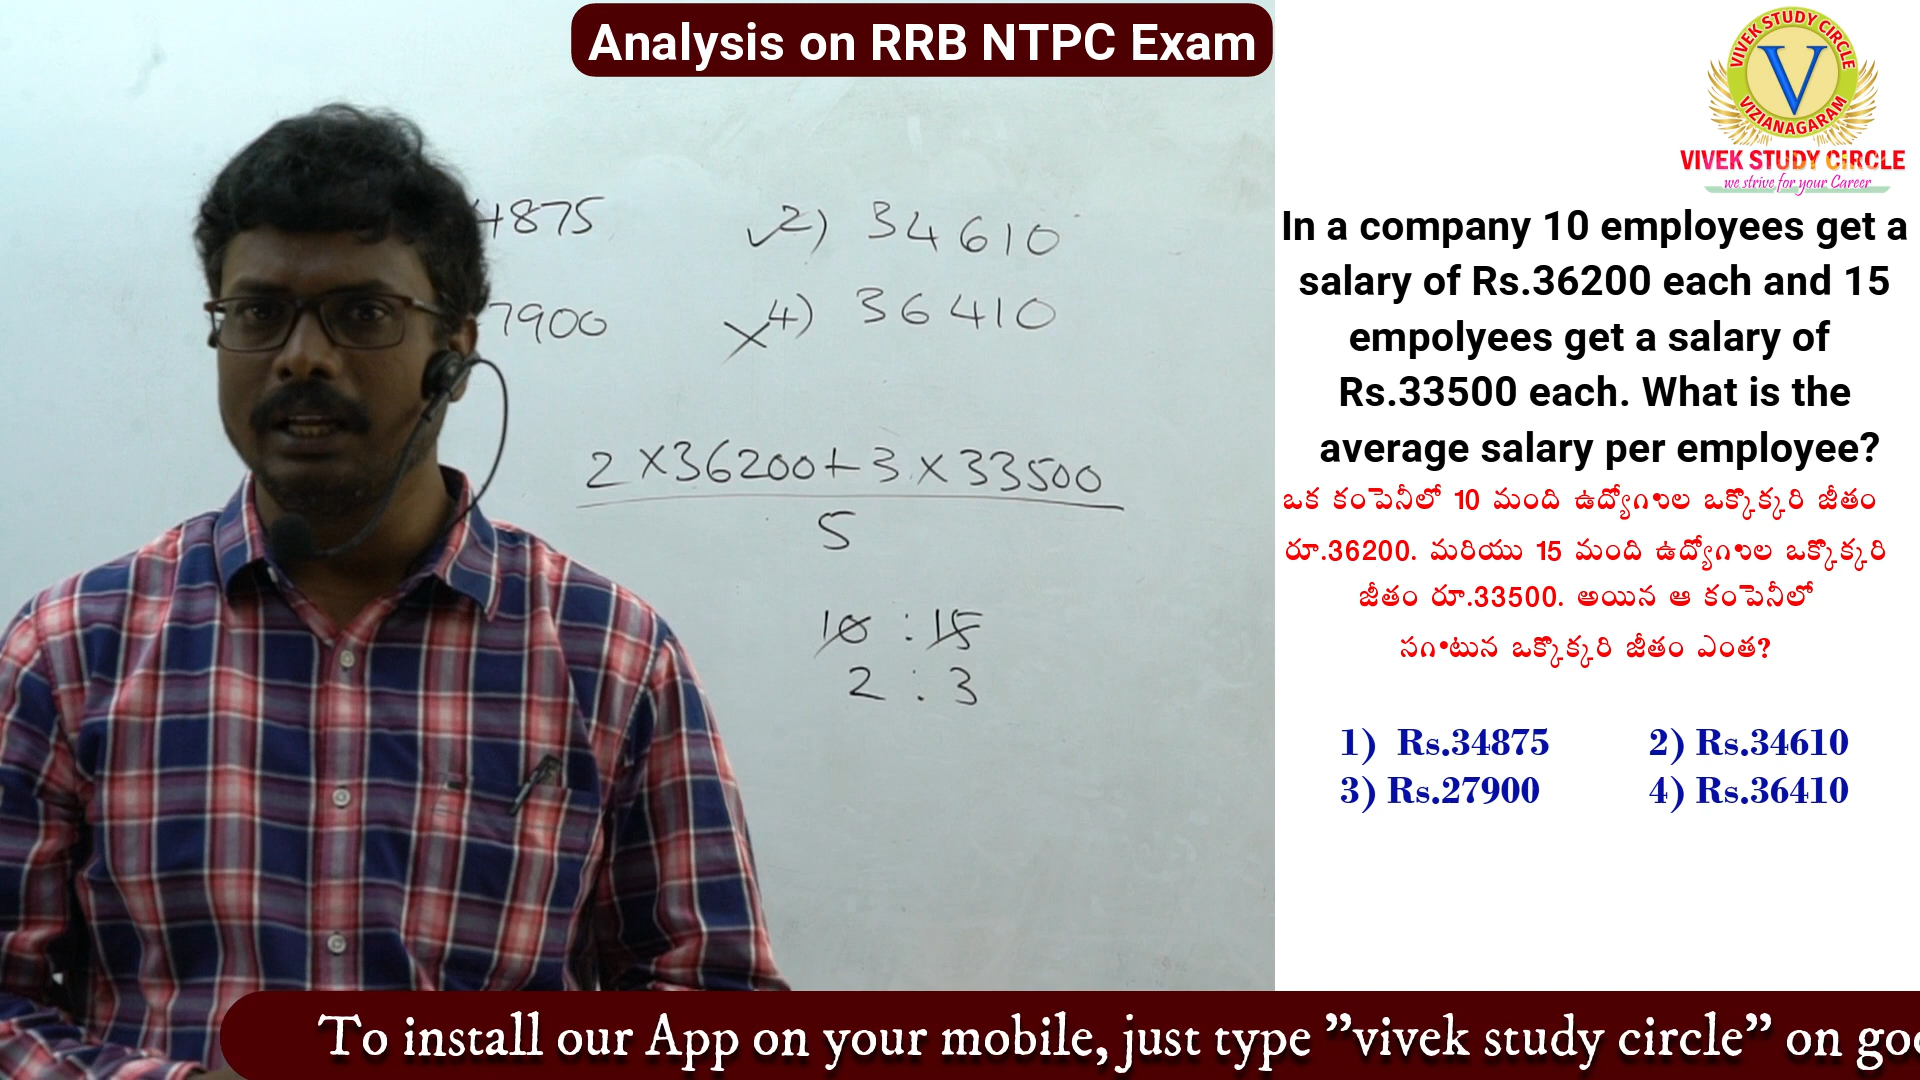 Analysis on RRB NTPC Exam
VIVEK STUDY CIRCLE
V
VIZIANAGARAM
VIVEK STUDY CIRCLE
we strive for your Career
4875
2) 34610
7900
4) 36410
2 x 36200 + 3 x 33500
5
10 : 15
2 : 3
In a company 10 employees get a
salary of Rs.36200 each and 15
empolyees get a salary of
Rs.33500 each. What is the
average salary per employee?
ఒక కంపెనీలో 10 మంది ఉద్యోగుల ఒక్కొక్కరి జీతం
రూ.36200. మరియు 15 మంది ఉద్యోగుల ఒక్కొక్కరి
జీతం రూ.33500. అయిన ఆ కంపెనీలో
సగటున ఒక్కొక్కరి జీతం ఎంత?
1) Rs.34875 2) Rs.34610
3) Rs.27900 4) Rs.36410
To install our App on your mobile, just type "vivek study circle" on goo